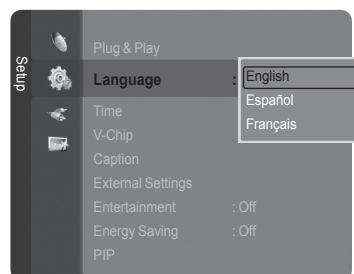 Setup
Plug & Play
Language : English
Español
Français
Time
V-Chip
Caption
External Settings
Entertainment : Off
Energy Saving : Off
PIP